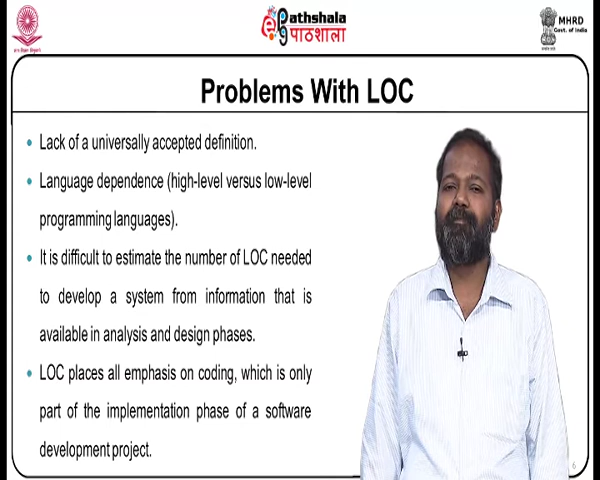 Pathshala
पाठशाला
MHRD
Govt. of India
Problems With LOC
• Lack of a universally accepted definition.
• Language dependence (high-level versus low-level
programming languages).
• It is difficult to estimate the number of LOC needed
to develop a system from information that is
available in analysis and design phases.
• LOC places all emphasis on coding, which is only
part of the implementation phase of a software
development project.
6